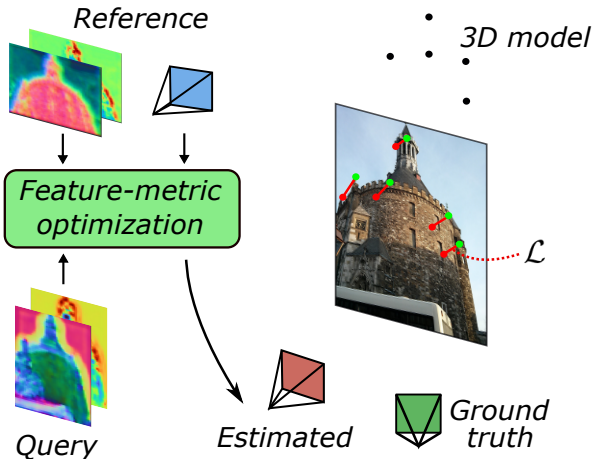 Reference
3D model
Feature-metric
optimization
ℒ
Query
Estimated
Ground
truth